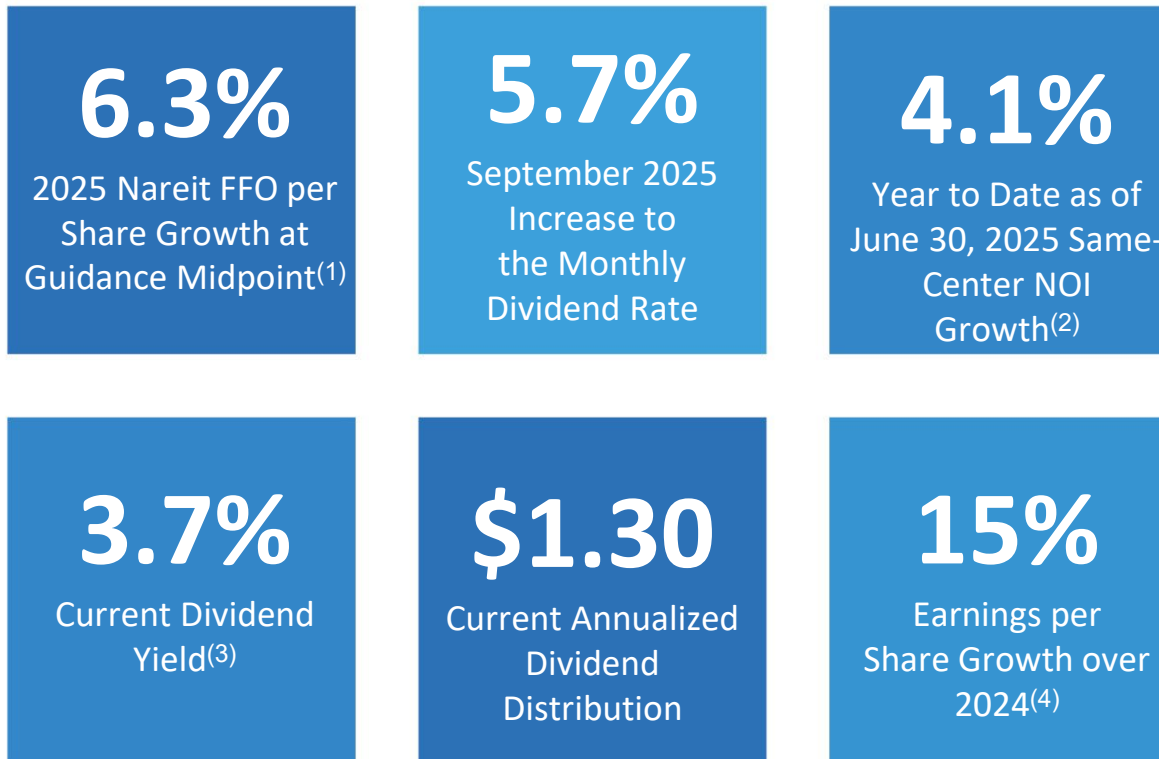 6.3%
2025 Nareit FFO per
Share Growth at
Guidance Midpoint(1)
5.7%
September 2025
Increase to
the Monthly
Dividend Rate
4.1%
Year to Date as of
June 30, 2025 Same-
Center NOI
Growth(2)
3.7%
Current Dividend
Yield(3)
$1.30
Current Annualized
Dividend
Distribution
15%
Earnings per
Share Growth over
2024(4)